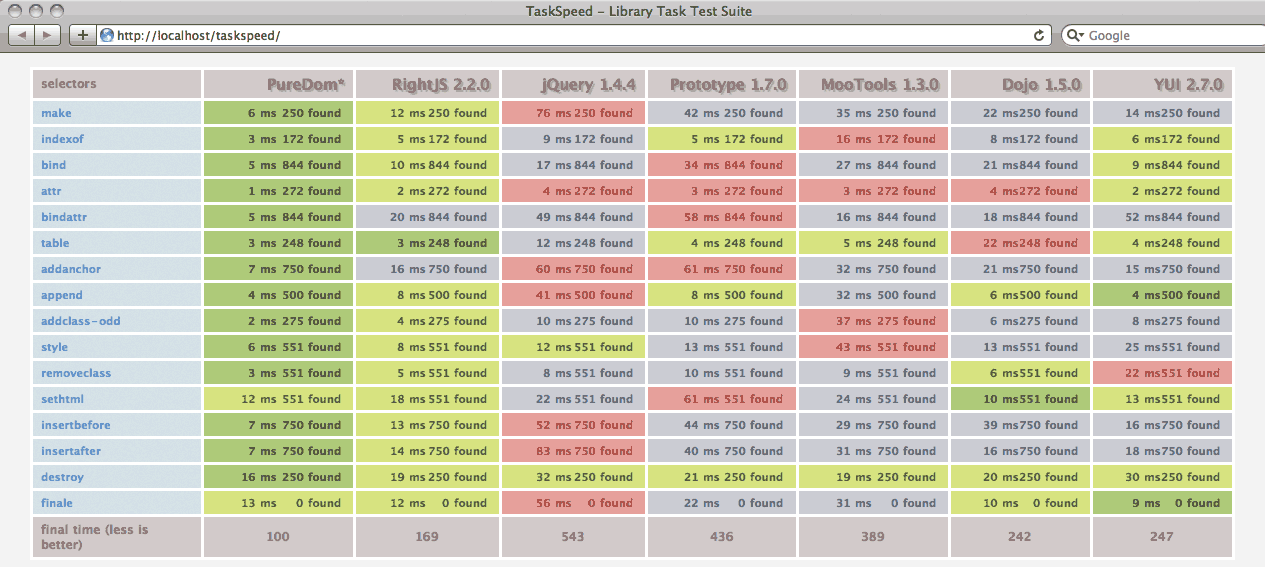 TaskSpeed – Library Task Test Suite
http://localhost/taskspeed/ Google
selectors PureDom* RightJS 2.2.0 jQuery 1.4.4 Prototype 1.7.0 MooTools 1.3.0 Dojo 1.5.0 YUI 2.7.0
make 6 ms 250 found 12 ms 250 found 76 ms 250 found 42 ms 250 found 35 ms 250 found 22 ms250 found 14 ms250 found
indexof 3 ms 172 found 5 ms 172 found 9 ms 172 found 5 ms 172 found 16 ms 172 found 8 ms172 found 6 ms172 found
bind 5 ms 844 found 10 ms 844 found 17 ms 844 found 34 ms 844 found 27 ms 844 found 21 ms844 found 9 ms844 found
attr 1 ms 272 found 2 ms 272 found 4 ms 272 found 3 ms 272 found 3 ms 272 found 4 ms272 found 2 ms272 found
bindattr 5 ms 844 found 20 ms 844 found 49 ms 844 found 58 ms 844 found 16 ms 844 found 18 ms844 found 52 ms844 found
table 3 ms 248 found 3 ms 248 found 12 ms 248 found 4 ms 248 found 5 ms 248 found 22 ms248 found 4 ms248 found
addanchor 7 ms 750 found 16 ms 750 found 60 ms 750 found 61 ms 750 found 32 ms 750 found 21 ms750 found 15 ms750 found
append 4 ms 500 found 8 ms 500 found 41 ms 500 found 8 ms 500 found 32 ms 500 found 6 ms500 found 4 ms500 found
addclass-odd 2 ms 275 found 4 ms 275 found 10 ms 275 found 10 ms 275 found 37 ms 275 found 6 ms275 found 8 ms275 found
style 6 ms 551 found 8 ms 551 found 12 ms 551 found 13 ms 551 found 43 ms 551 found 13 ms551 found 25 ms551 found
removeclass 3 ms 551 found 5 ms 551 found 8 ms 551 found 10 ms 551 found 9 ms 551 found 6 ms551 found 22 ms551 found
sethtml 12 ms 551 found 18 ms 551 found 22 ms 551 found 61 ms 551 found 24 ms 551 found 10 ms551 found 13 ms551 found
insertbefore 7 ms 750 found 13 ms 750 found 52 ms 750 found 44 ms 750 found 29 ms 750 found 39 ms750 found 16 ms750 found
insertafter 7 ms 750 found 14 ms 750 found 83 ms 750 found 40 ms 750 found 31 ms 750 found 16 ms750 found 18 ms750 found
destroy 16 ms 250 found 19 ms 250 found 32 ms 250 found 21 ms 250 found 19 ms 250 found 20 ms250 found 30 ms250 found
finale 13 ms 0 found 12 ms 0 found 56 ms 0 found 22 ms 0 found 31 ms 0 found 10 ms 0 found 9 ms 0 found
final time (less is
better) 100 169 543 436 389 242 247